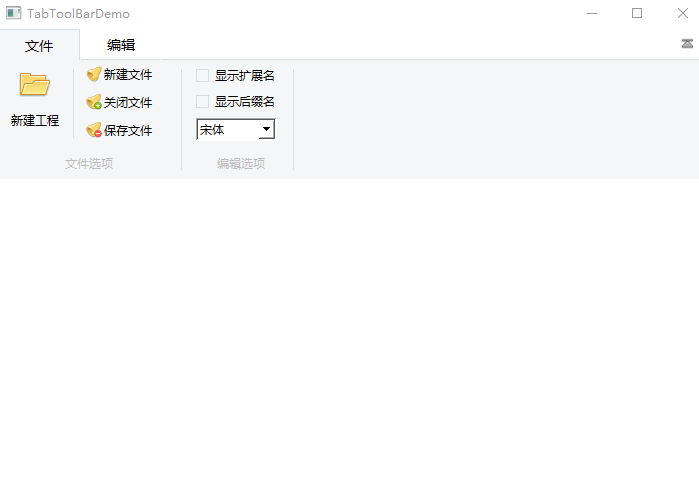 TabToolBarDemo
文件
编辑
新建工程
新建文件
关闭文件
保存文件
文件选项
显示扩展名
显示后缀名
宋体
编辑选项